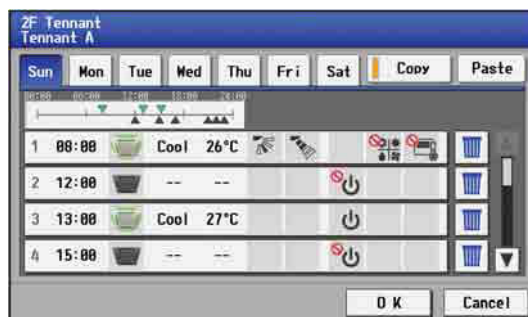 2F Tennant
Tennant A
Sun Mon Tue Wed Thu Fri Sat Copy Paste
1 08:00 Cool 26°C
2 12:00 -- --
3 13:00 Cool 27°C
4 15:00 -- --
OK Cancel